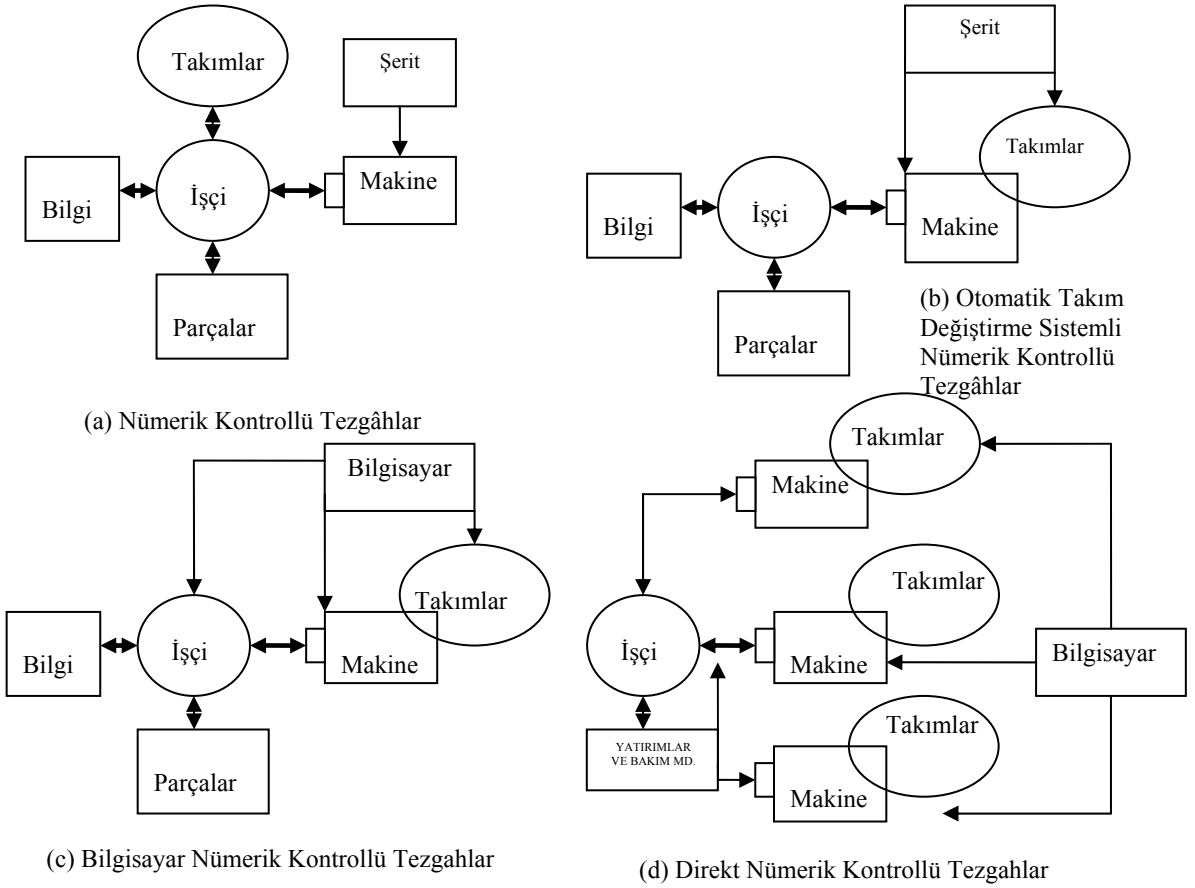 Takımlar
Şerit
Bilgi
İşçi
Makine
Parçalar
(a) Nümerik Kontrollü Tezgâhlar
Şerit
Takımlar
Bilgi
İşçi
Makine
Parçalar
(b) Otomatik Takım
Değiştirme Sistemli
Nümerik Kontrollü
Tezgâhlar
Bilgisayar
Takımlar
Bilgi
İşçi
Makine
Parçalar
(c) Bilgisayar Nümerik Kontrollü Tezgahlar
Takımlar
Makine
Takımlar
İşçi
Makine
Bilgisayar
Takımlar
YATIRIMLAR
VE BAKIM MD.
Makine
(d) Direkt Nümerik Kontrollü Tezgahlar